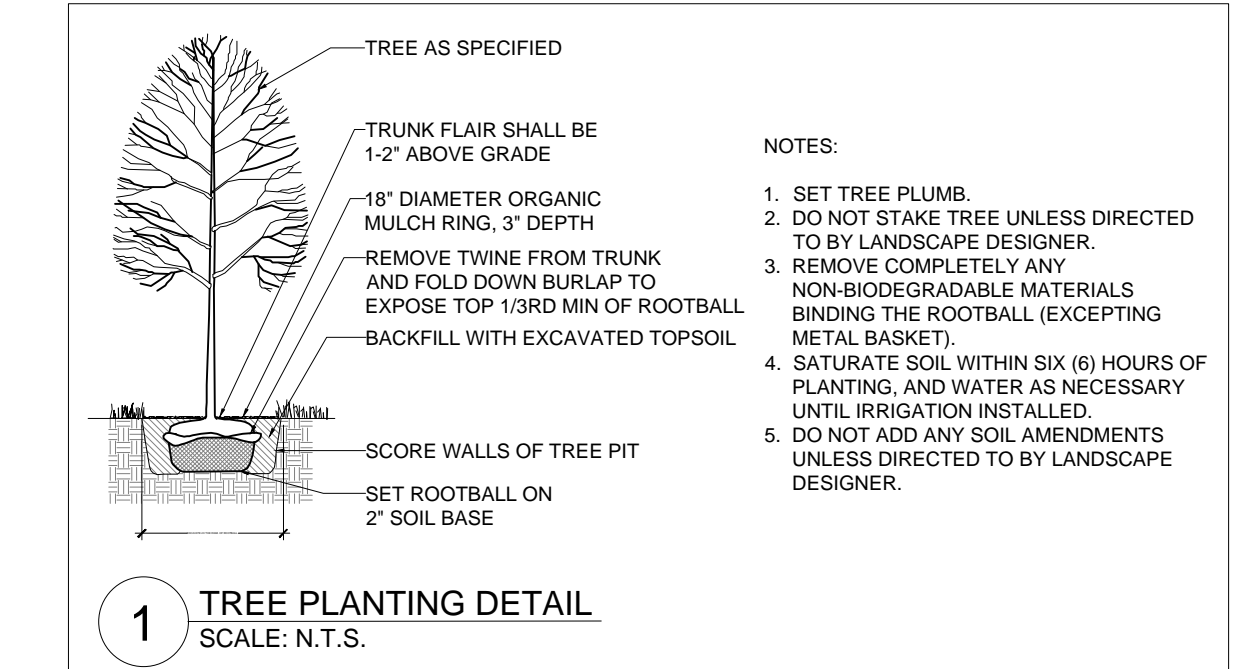 TREE AS SPECIFIED
TRUNK FLAIR SHALL BE
1-2" ABOVE GRADE
18" DIAMETER ORGANIC
MULCH RING, 3" DEPTH
REMOVE TWINE FROM TRUNK
AND FOLD DOWN BURLAP TO
EXPOSE TOP 1/3RD MIN OF ROOTBALL
BACKFILL WITH EXCAVATED TOPSOIL
SCORE WALLS OF TREE PIT
SET ROOTBALL ON
2" SOIL BASE
NOTES:
1. SET TREE PLUMB.
2. DO NOT STAKE TREE UNLESS DIRECTED
TO BY LANDSCAPE DESIGNER.
3. REMOVE COMPLETELY ANY
NON-BIODEGRADABLE MATERIALS
BINDING THE ROOTBALL (EXCEPTING
METAL BASKET).
4. SATURATE SOIL WITHIN SIX (6) HOURS OF
PLANTING, AND WATER AS NECESSARY
UNTIL IRRIGATION INSTALLED.
5. DO NOT ADD ANY SOIL AMENDMENTS
UNLESS DIRECTED TO BY LANDSCAPE
DESIGNER.
1
TREE PLANTING DETAIL
SCALE: N.T.S.